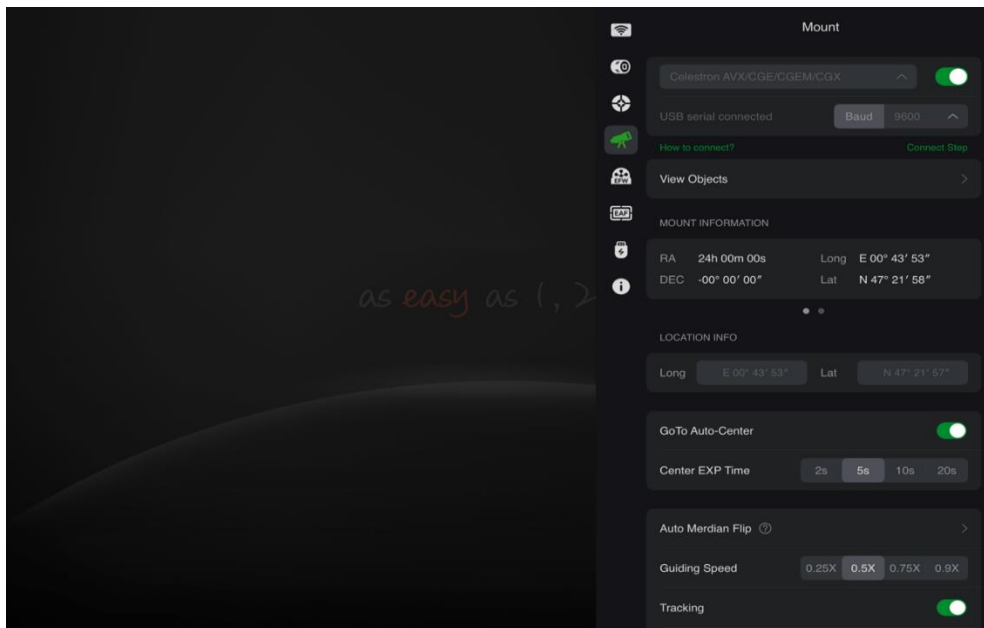 Mount
Celestron AVX/CGE/CGEM/CGX
USB serial connected Baud 9600
How to connect? Connect Step
View Objects
EFW
EAF
MOUNT INFORMATION
RA 24h 00m 00s Long E 00° 43′ 53″
DEC -00° 00′ 00″ Lat N 47° 21′ 58″
as easy as 1, 2
LOCATION INFO
Long E 00° 43′ 53″ Lat N 47° 21′ 57″
GoTo Auto-Center
Center EXP Time 2s 5s 10s 20s
Auto Merdian Flip ?
Guiding Speed 0.25X 0.5X 0.75X 0.9X
Tracking